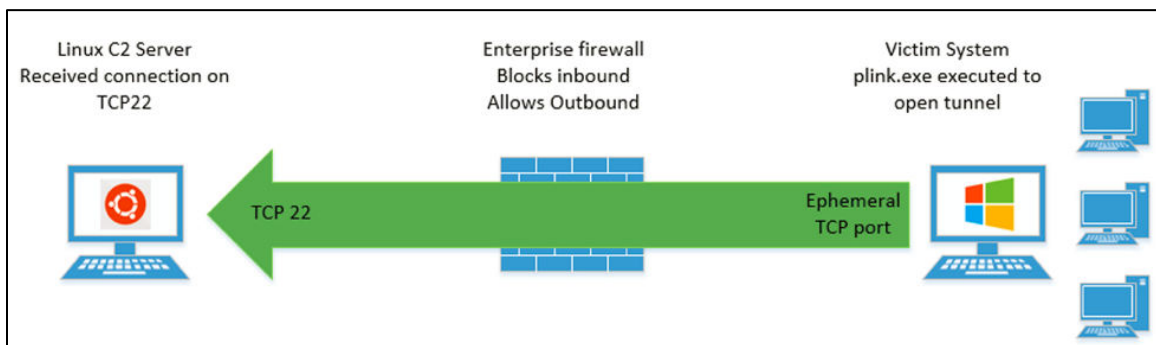 Linux C2 Server
Received connection on
TCP22
Enterprise firewall
Blocks inbound
Allows Outbound
Victim System
plink.exe executed to
open tunnel
TCP 22
Ephemeral
TCP port